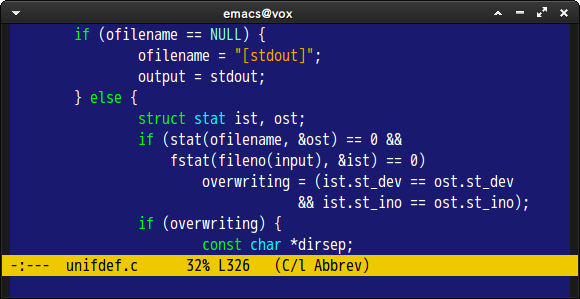 emacs@vox
if (ofilename == NULL) {
ofilename = "[stdout]";
output = stdout;
} else {
struct stat ist, ost;
if (stat(ofilename, &ost) == 0 &&
fstat(fileno(input), &ist) == 0)
overwriting = (ist.st_dev == ost.st_dev
&& ist.st_ino == ost.st_ino);
if (overwriting) {
const char *dirsep;
-:---  unifdef.c      32% L326   (C/l Abbrev)